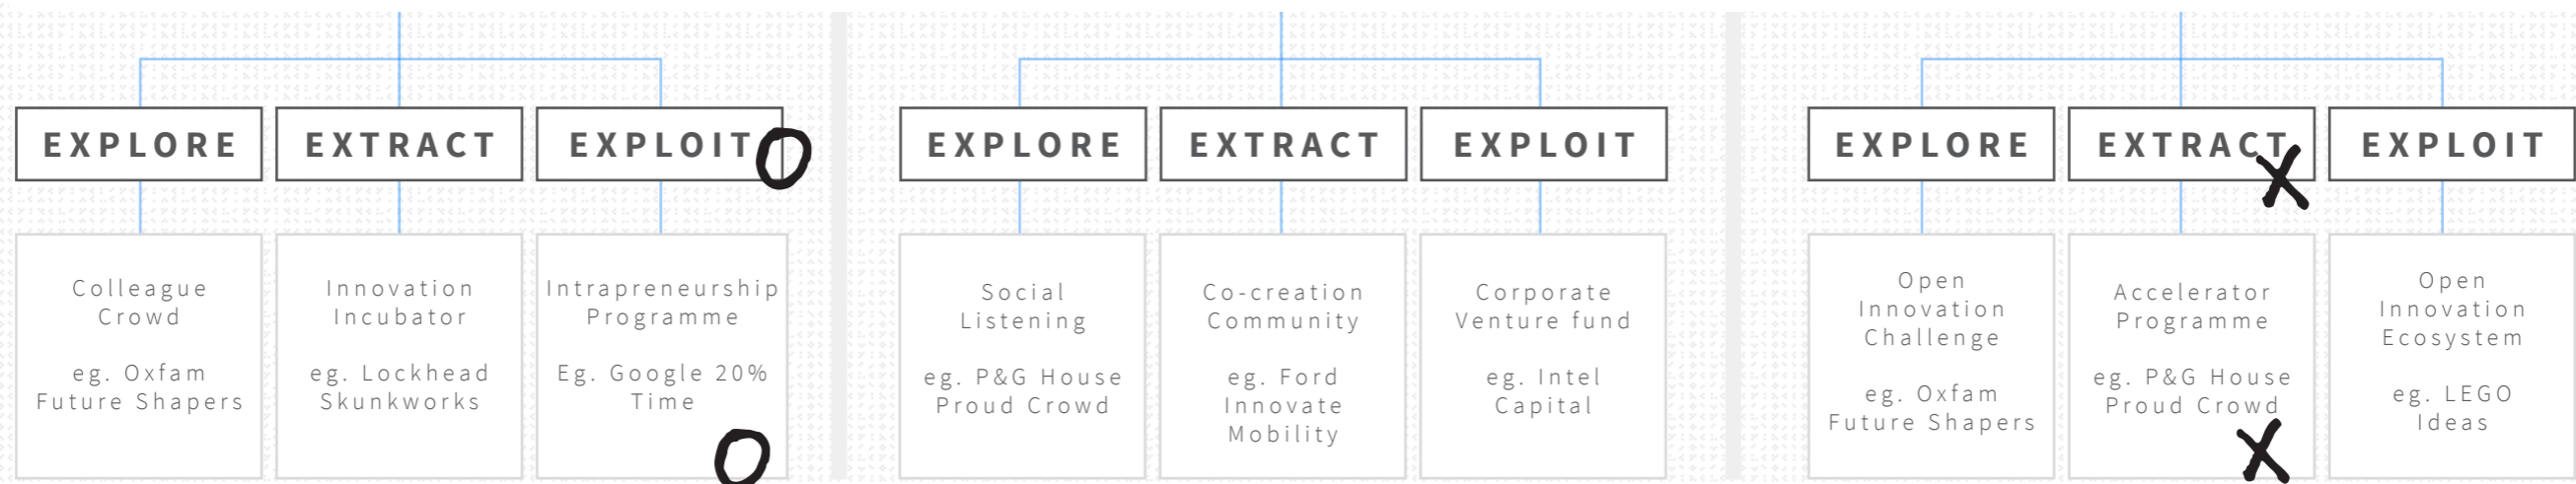 EXPLORE
EXTRACT
EXPLOIT
EXPLORE
EXTRACT
EXPLOIT
EXPLORE
EXTRACT
EXPLOIT
Colleague
Crowd
eg. Oxfam
Future Shapers
Innovation
Incubator
eg. Lockhead
Skunkworks
Intrapreneurship
Programme
Eg. Google 20%
Time
Social
Listening
eg. P&G House
Proud Crowd
Co-creation
Community
eg. Ford
Innovate
Mobility
Corporate
Venture fund
eg. Intel
Capital
Open
Innovation
Challenge
eg. Oxfam
Future Shapers
Accelerator
Programme
eg. P&G House
Proud Crowd
Open
Innovation
Ecosystem
eg. LEGO
Ideas